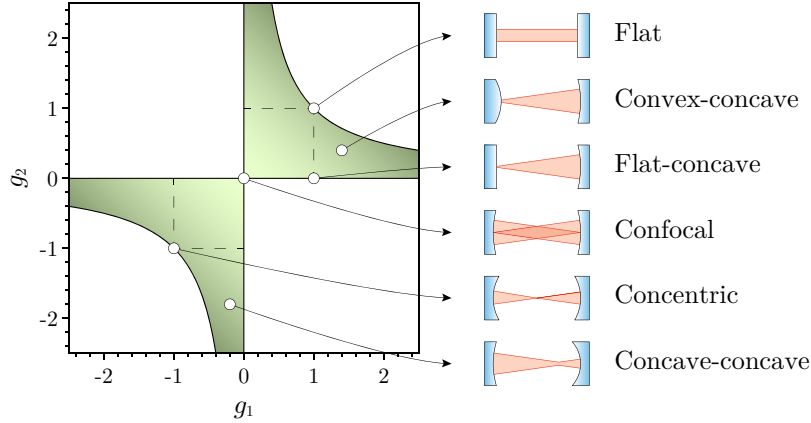 2
1
0
-1
-2
g2
-2 -1 0 1 2
g1
Flat
Convex-concave
Flat-concave
Confocal
Concentric
Concave-concave